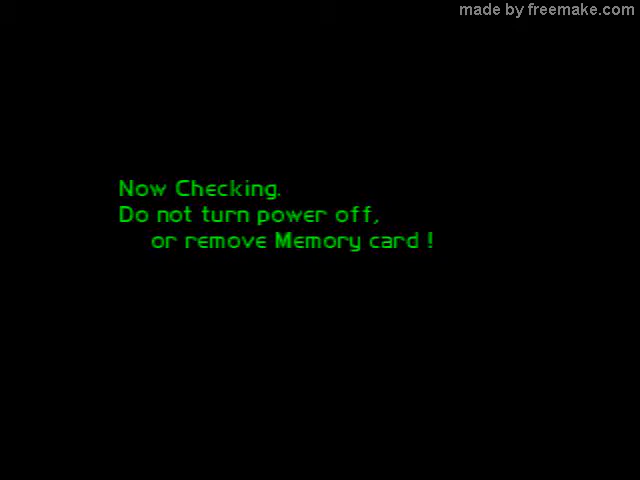 made by freemake.com
Now Checking.
Do not turn power off,
or remove Memory card !